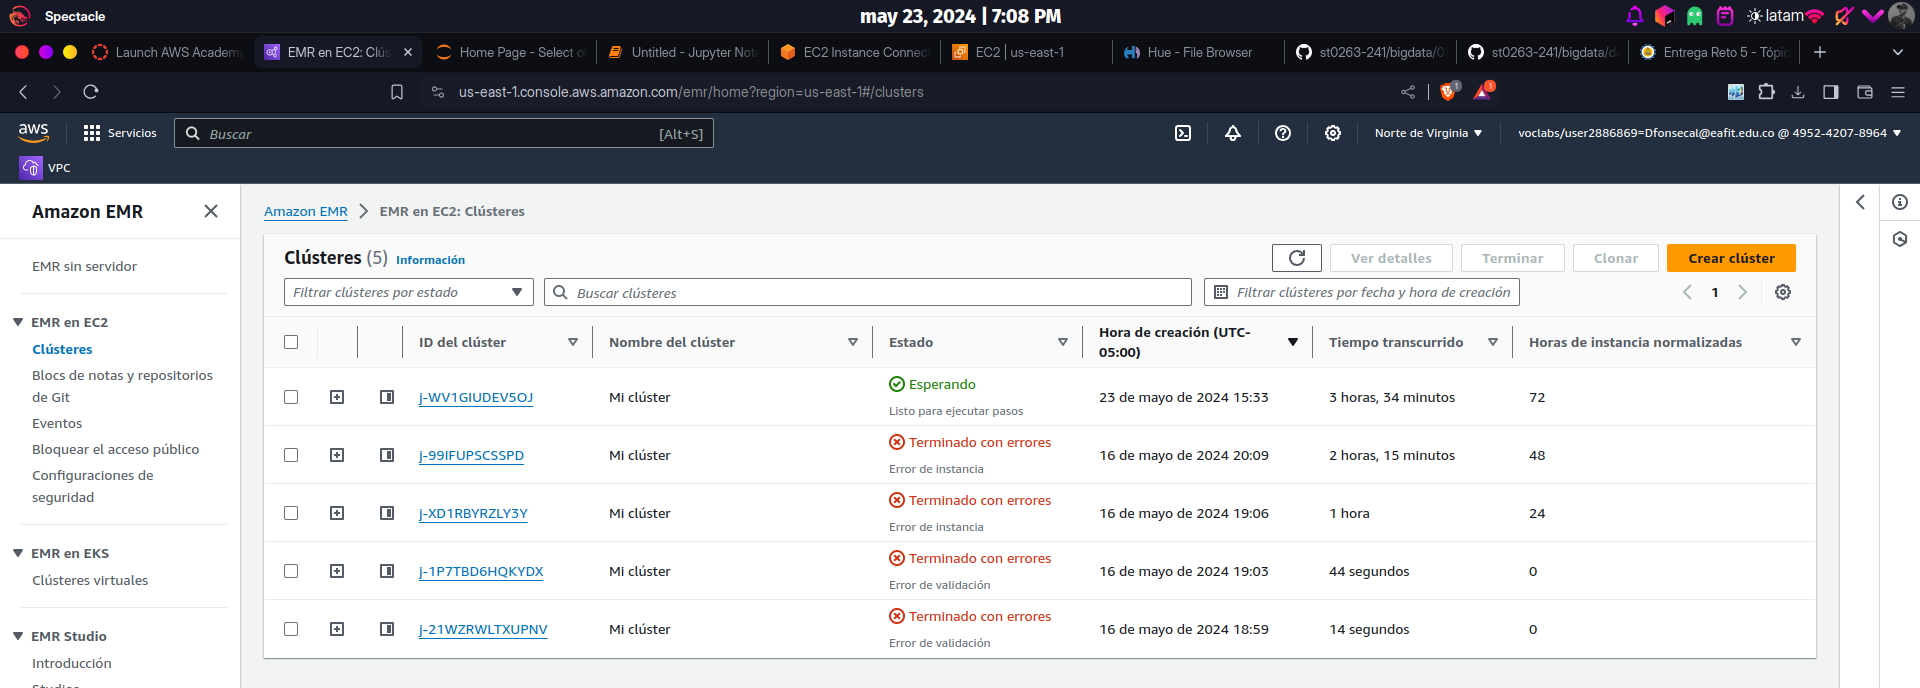 Spectacle
may 23, 2024 | 7:08 PM
latam
Launch AWS Academy
EMR en EC2: Clús
Home Page - Select o
Untitled - Jupyter Not
EC2 Instance Connect
EC2 | us-east-1
Hue - File Browser
st0263-241/bigdata/0
st0263-241/bigdata/d
Entrega Reto 5 - Tópic
us-east-1.console.aws.amazon.com/emr/home?region=us-east-1#/clusters
1
1
aws
Servicios
Buscar
[Alt+S]
Norte de Virginia
voclabs/user2886869=Dfonsecal@eafit.edu.co @ 4952-4207-8964
VPC
Amazon EMR
EMR sin servidor
EMR en EC2
Clústeres
Blocs de notas y repositorios
de Git
Eventos
Bloquear el acceso público
Configuraciones de
seguridad
EMR en EKS
Clústeres virtuales
EMR Studio
Introducción
Studios
Amazon EMR
EMR en EC2: Clústeres
Clústeres (5)
Información
Ver detalles
Terminar
Clonar
Crear clúster
Filtrar clústeres por estado
Buscar clústeres
Filtrar clústeres por fecha y hora de creación
1
ID del clúster
Nombre del clúster
Estado
Hora de creación (UTC-
05:00)
Tiempo transcurrido
Horas de instancia normalizadas
j-WV1GIUDEV5OJ
Mi clúster
Esperando
Listo para ejecutar pasos
23 de mayo de 2024 15:33
3 horas, 34 minutos
72
j-99IFUPSCSSPD
Mi clúster
Terminado con errores
Error de instancia
16 de mayo de 2024 20:09
2 horas, 15 minutos
48
j-XD1RBYRZLY3Y
Mi clúster
Terminado con errores
Error de instancia
16 de mayo de 2024 19:06
1 hora
24
j-1P7TBD6HQKYDX
Mi clúster
Terminado con errores
Error de validación
16 de mayo de 2024 19:03
44 segundos
0
j-21WZRWLTXUPNV
Mi clúster
Terminado con errores
Error de validación
16 de mayo de 2024 18:59
14 segundos
0